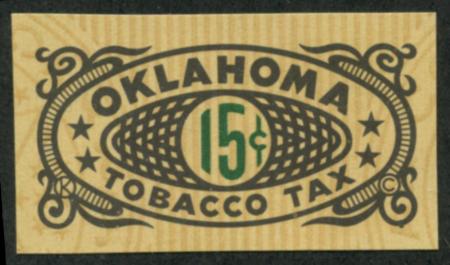 OKLAHOMA
15¢
TOBACCO TAX
K ©